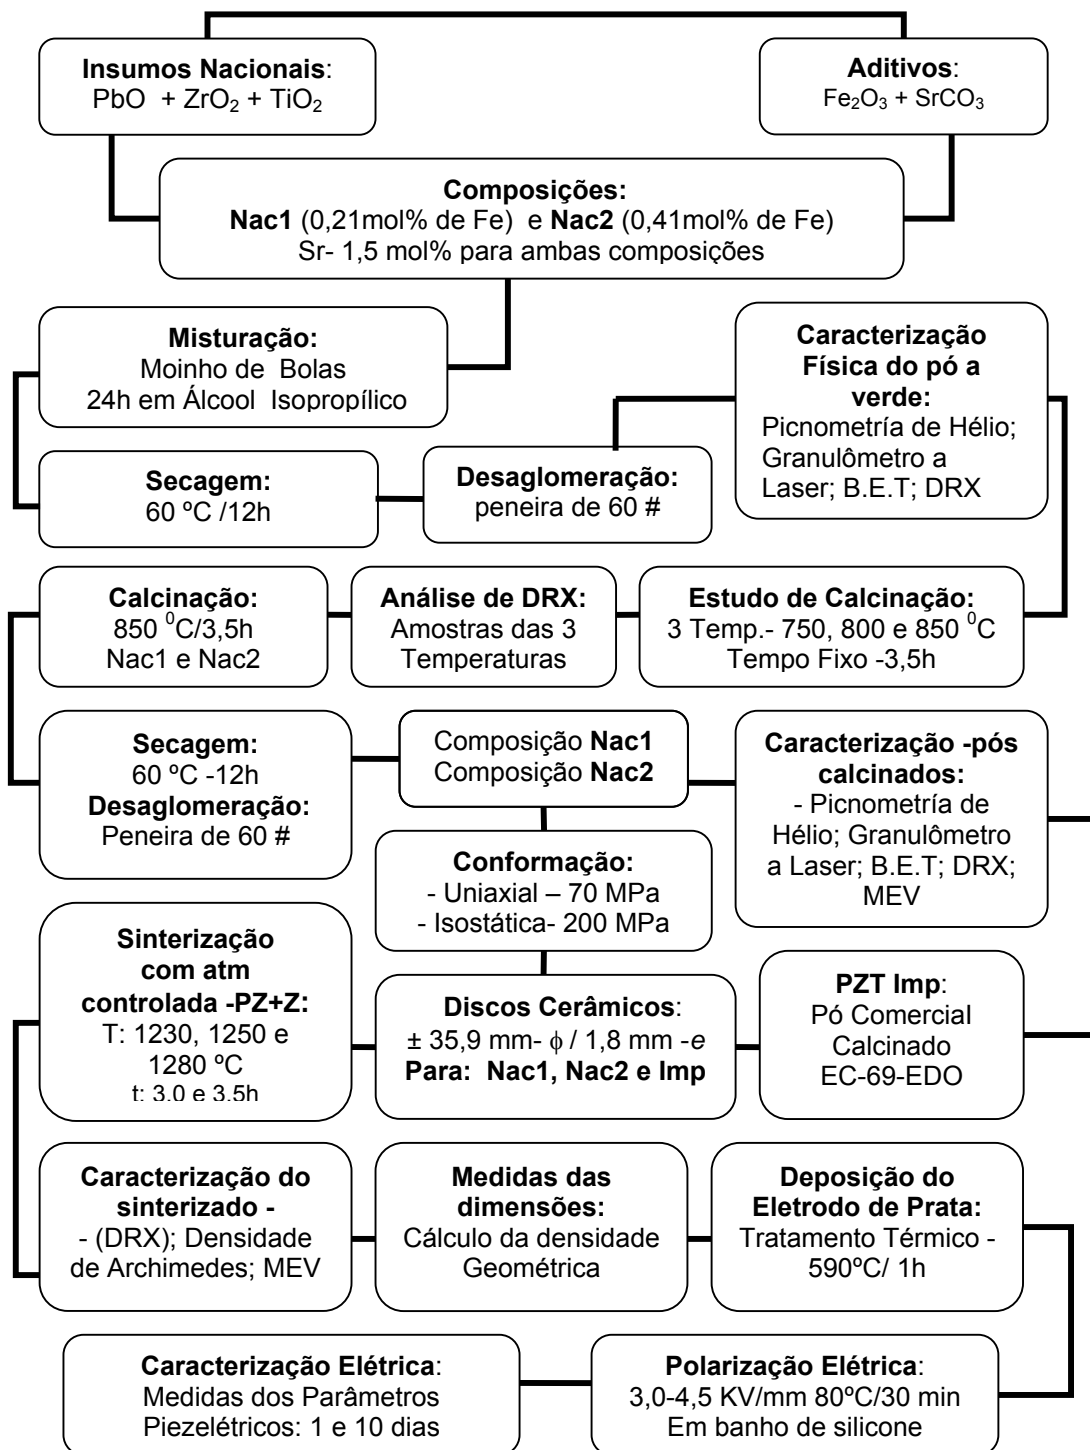 Insumos Nacionais:
PbO + ZrO₂ + TiO₂
Aditivos:
Fe₂O₃ + SrCO₃
Composições:
Nac1 (0,21mol% de Fe) e Nac2 (0,41mol% de Fe)
Sr- 1,5 mol% para ambas composições
Misturação:
Moinho de Bolas
24h em Álcool Isopropílico
Caracterização
Física do pó a
verde:
Picnometría de Hélio;
Granulômetro a
Laser; B.E.T; DRX
Secagem:
60 ºC /12h
Desaglomeração:
peneira de 60 #
Calcinação:
850 ⁰C/3,5h
Nac1 e Nac2
Análise de DRX:
Amostras das 3
Temperaturas
Estudo de Calcinação:
3 Temp.- 750, 800 e 850 ⁰C
Tempo Fixo -3,5h
Secagem:
60 ºC -12h
Desaglomeração:
Peneira de 60 #
Composição Nac1
Composição Nac2
Caracterização -pós
calcinados:
- Picnometría de
Hélio; Granulômetro
a Laser; B.E.T; DRX;
MEV
Conformação:
- Uniaxial – 70 MPa
- Isostática- 200 MPa
Sinterização
com atm
controlada -PZ+Z:
T: 1230, 1250 e
1280 ºC
t: 3.0 e 3.5h
Discos Cerâmicos:
± 35,9 mm- ϕ / 1,8 mm -e
Para: Nac1, Nac2 e Imp
PZT Imp:
Pó Comercial
Calcinado
EC-69-EDO
Caracterização do
sinterizado -
- (DRX); Densidade
de Archimedes; MEV
Medidas das
dimensões:
Cálculo da densidade
Geométrica
Deposição do
Eletrodo de Prata:
Tratamento Térmico -
590ºC/ 1h
Caracterização Elétrica:
Medidas dos Parâmetros
Piezelétricos: 1 e 10 dias
Polarização Elétrica:
3,0-4,5 KV/mm 80ºC/30 min
Em banho de silicone